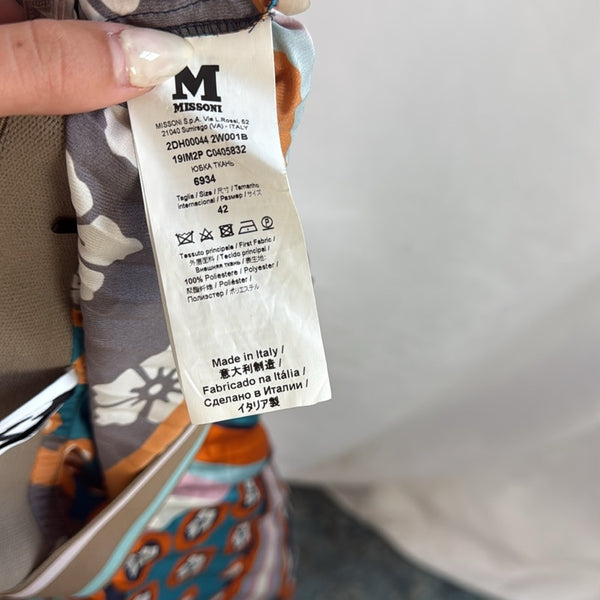 M
MISSONI
MISSONI S.p.A. Via L.Rossi, 52
21040 Sumirago (VA) - ITALY
2DH00044 2W001B
19IM2P C0405832
ЮБКА ТКАНЬ
6934
Taglia / Size / 尺寸 / Tamanho
internacional / Размер / サイズ
42
P
Tessuto principale / First Fabric /
外層面料 / Tecido principal /
Внешняя ткань / 表生地:
100% Poliestere / Polyester /
聚酯纤维 / Poliéster /
Полиэстер / ポリエステル
Made in Italy /
意大利制造 /
Fabricado na Itália /
Сделано в Италии /
イタリア製